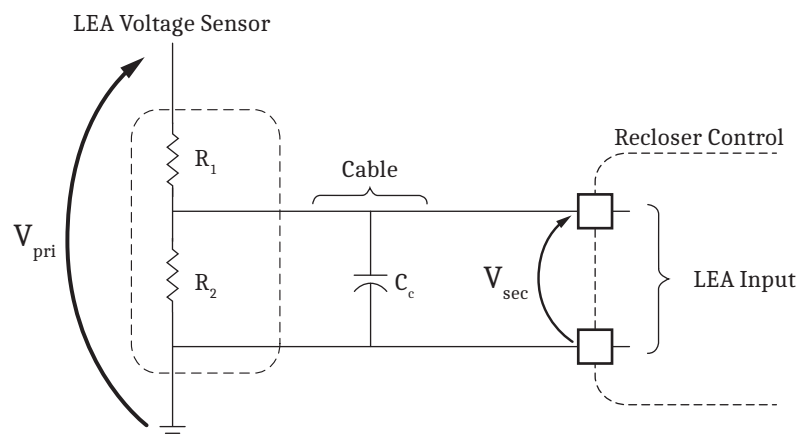 LEA Voltage Sensor
Recloser Control
R1
Cable
Vpri
R2
Cc
Vsec
LEA Input